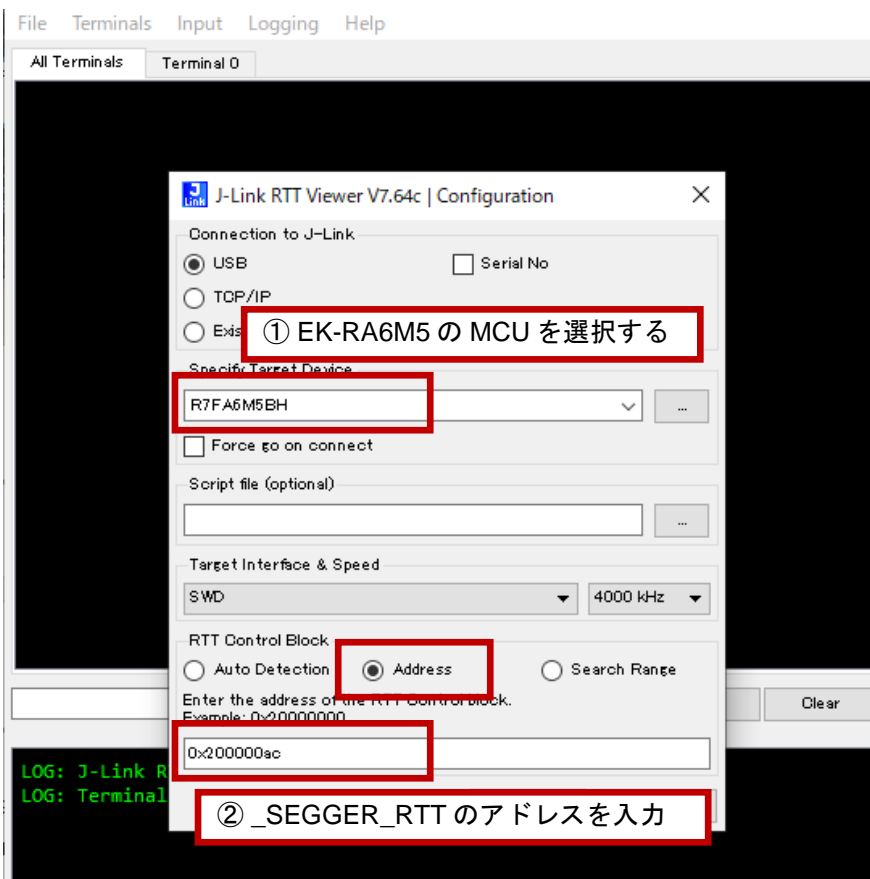 File Terminals Input Logging Help
All Terminals Terminal 0
J-Link RTT Viewer V7.64c | Configuration
Connection to J-Link
USB Serial No
TCP/IP
Exis
① EK-RA6M5 の MCU を選択する
Specify Target Device
R7FA6M5BH ...
Force go on connect
Script file (optional)
...
Target Interface & Speed
SWD 4000 kHz
RTT Control Block
Auto Detection Address Search Range
Enter the address of the RTT Control block.
Example: 0x20000000
Clear
0x200000ac
LOG: J-Link R
LOG: Terminal
② _SEGGER_RTT のアドレスを入力